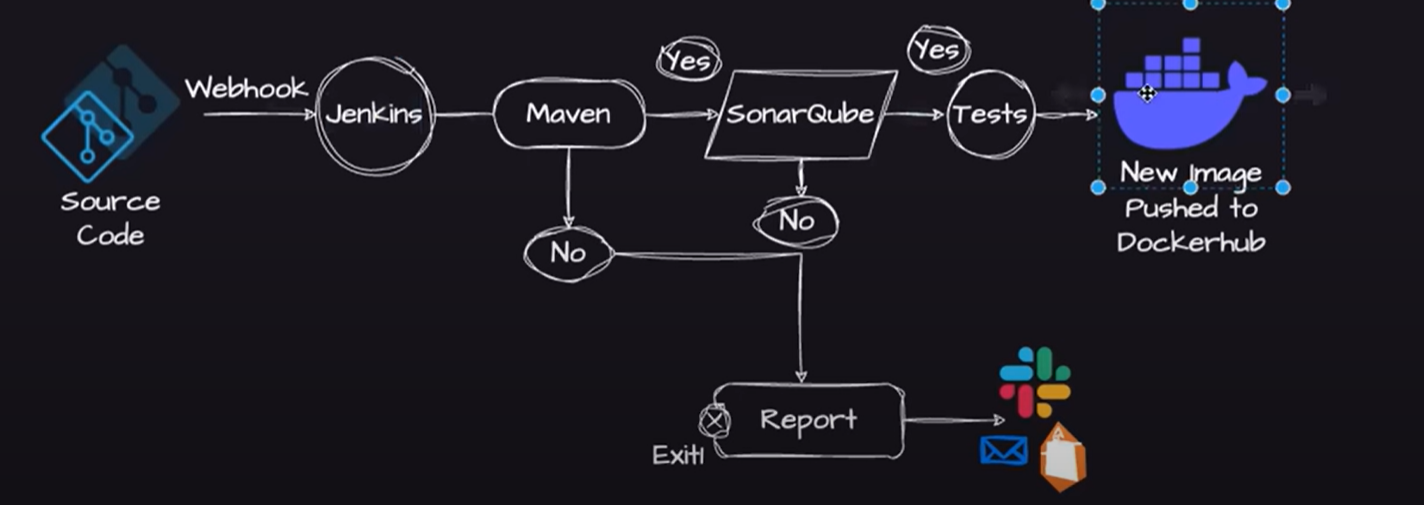 Webhook
Jenkins
Maven
Yes
SonarQube
Yes
Tests
Source
Code
New Image
Pushed to
Dockerhub
No
No
Report
Exit!